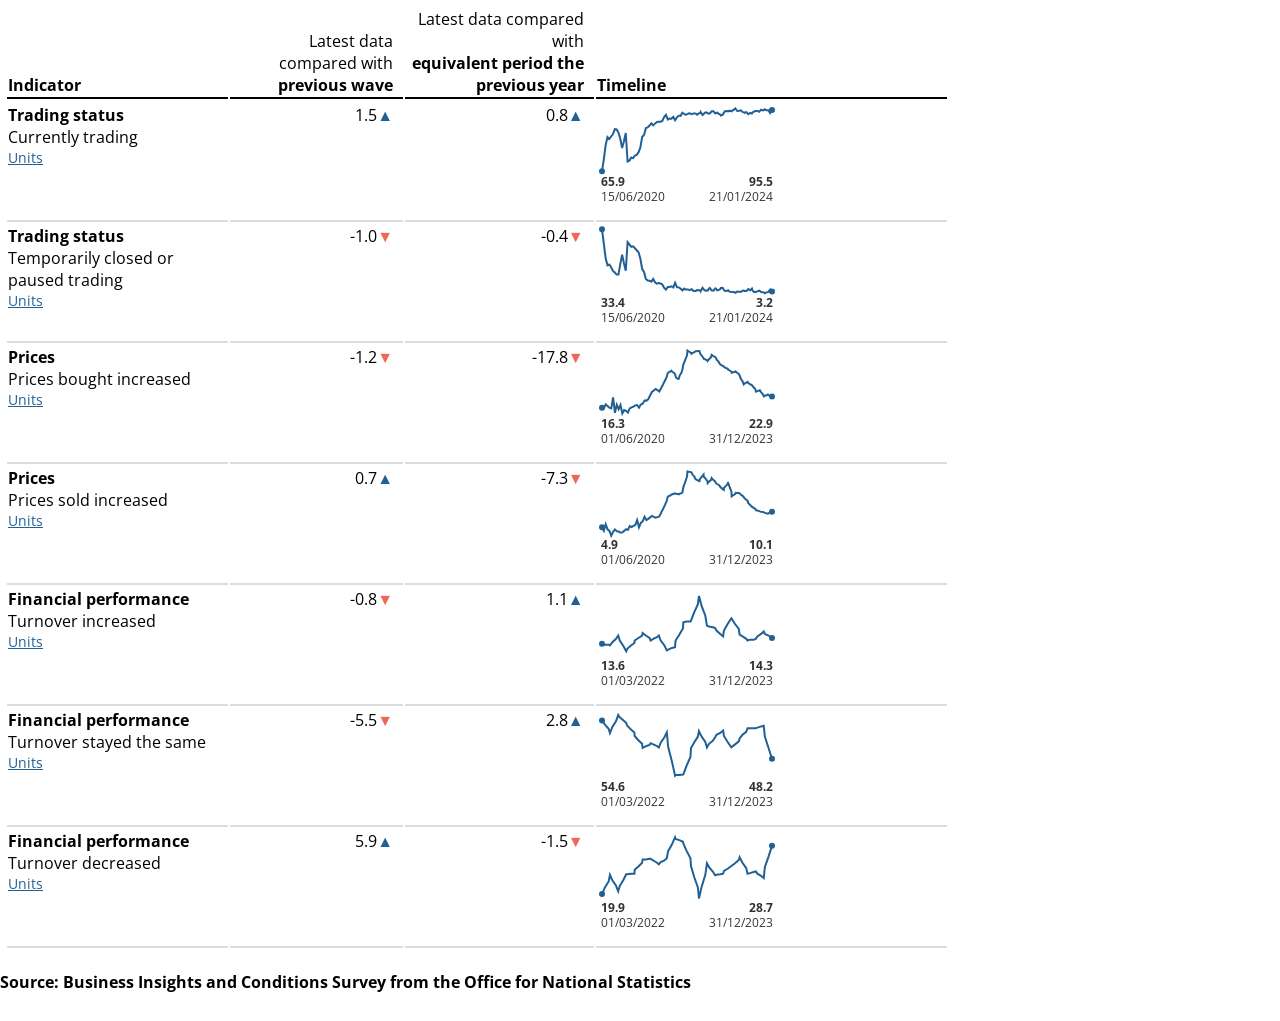 Latest data compared
with
equivalent period the
previous year
Latest data
compared with
previous wave
Indicator
Timeline
Trading status
Currently trading
Units
1.5▲
0.8▲
65.9
95.5
15/06/2020
21/01/2024
Trading status
Temporarily closed or
paused trading
Units
-1.0▼
-0.4▼
33.4
3.2
15/06/2020
21/01/2024
Prices
Prices bought increased
Units
-1.2▼
-17.8▼
16.3
22.9
01/06/2020
31/12/2023
Prices
Prices sold increased
Units
0.7▲
-7.3▼
4.9
10.1
01/06/2020
31/12/2023
Financial performance
Turnover increased
Units
-0.8▼
1.1▲
13.6
14.3
01/03/2022
31/12/2023
Financial performance
Turnover stayed the same
Units
-5.5▼
2.8▲
54.6
48.2
01/03/2022
31/12/2023
Financial performance
Turnover decreased
Units
5.9▲
-1.5▼
19.9
28.7
01/03/2022
31/12/2023
Source: Business Insights and Conditions Survey from the Office for National Statistics